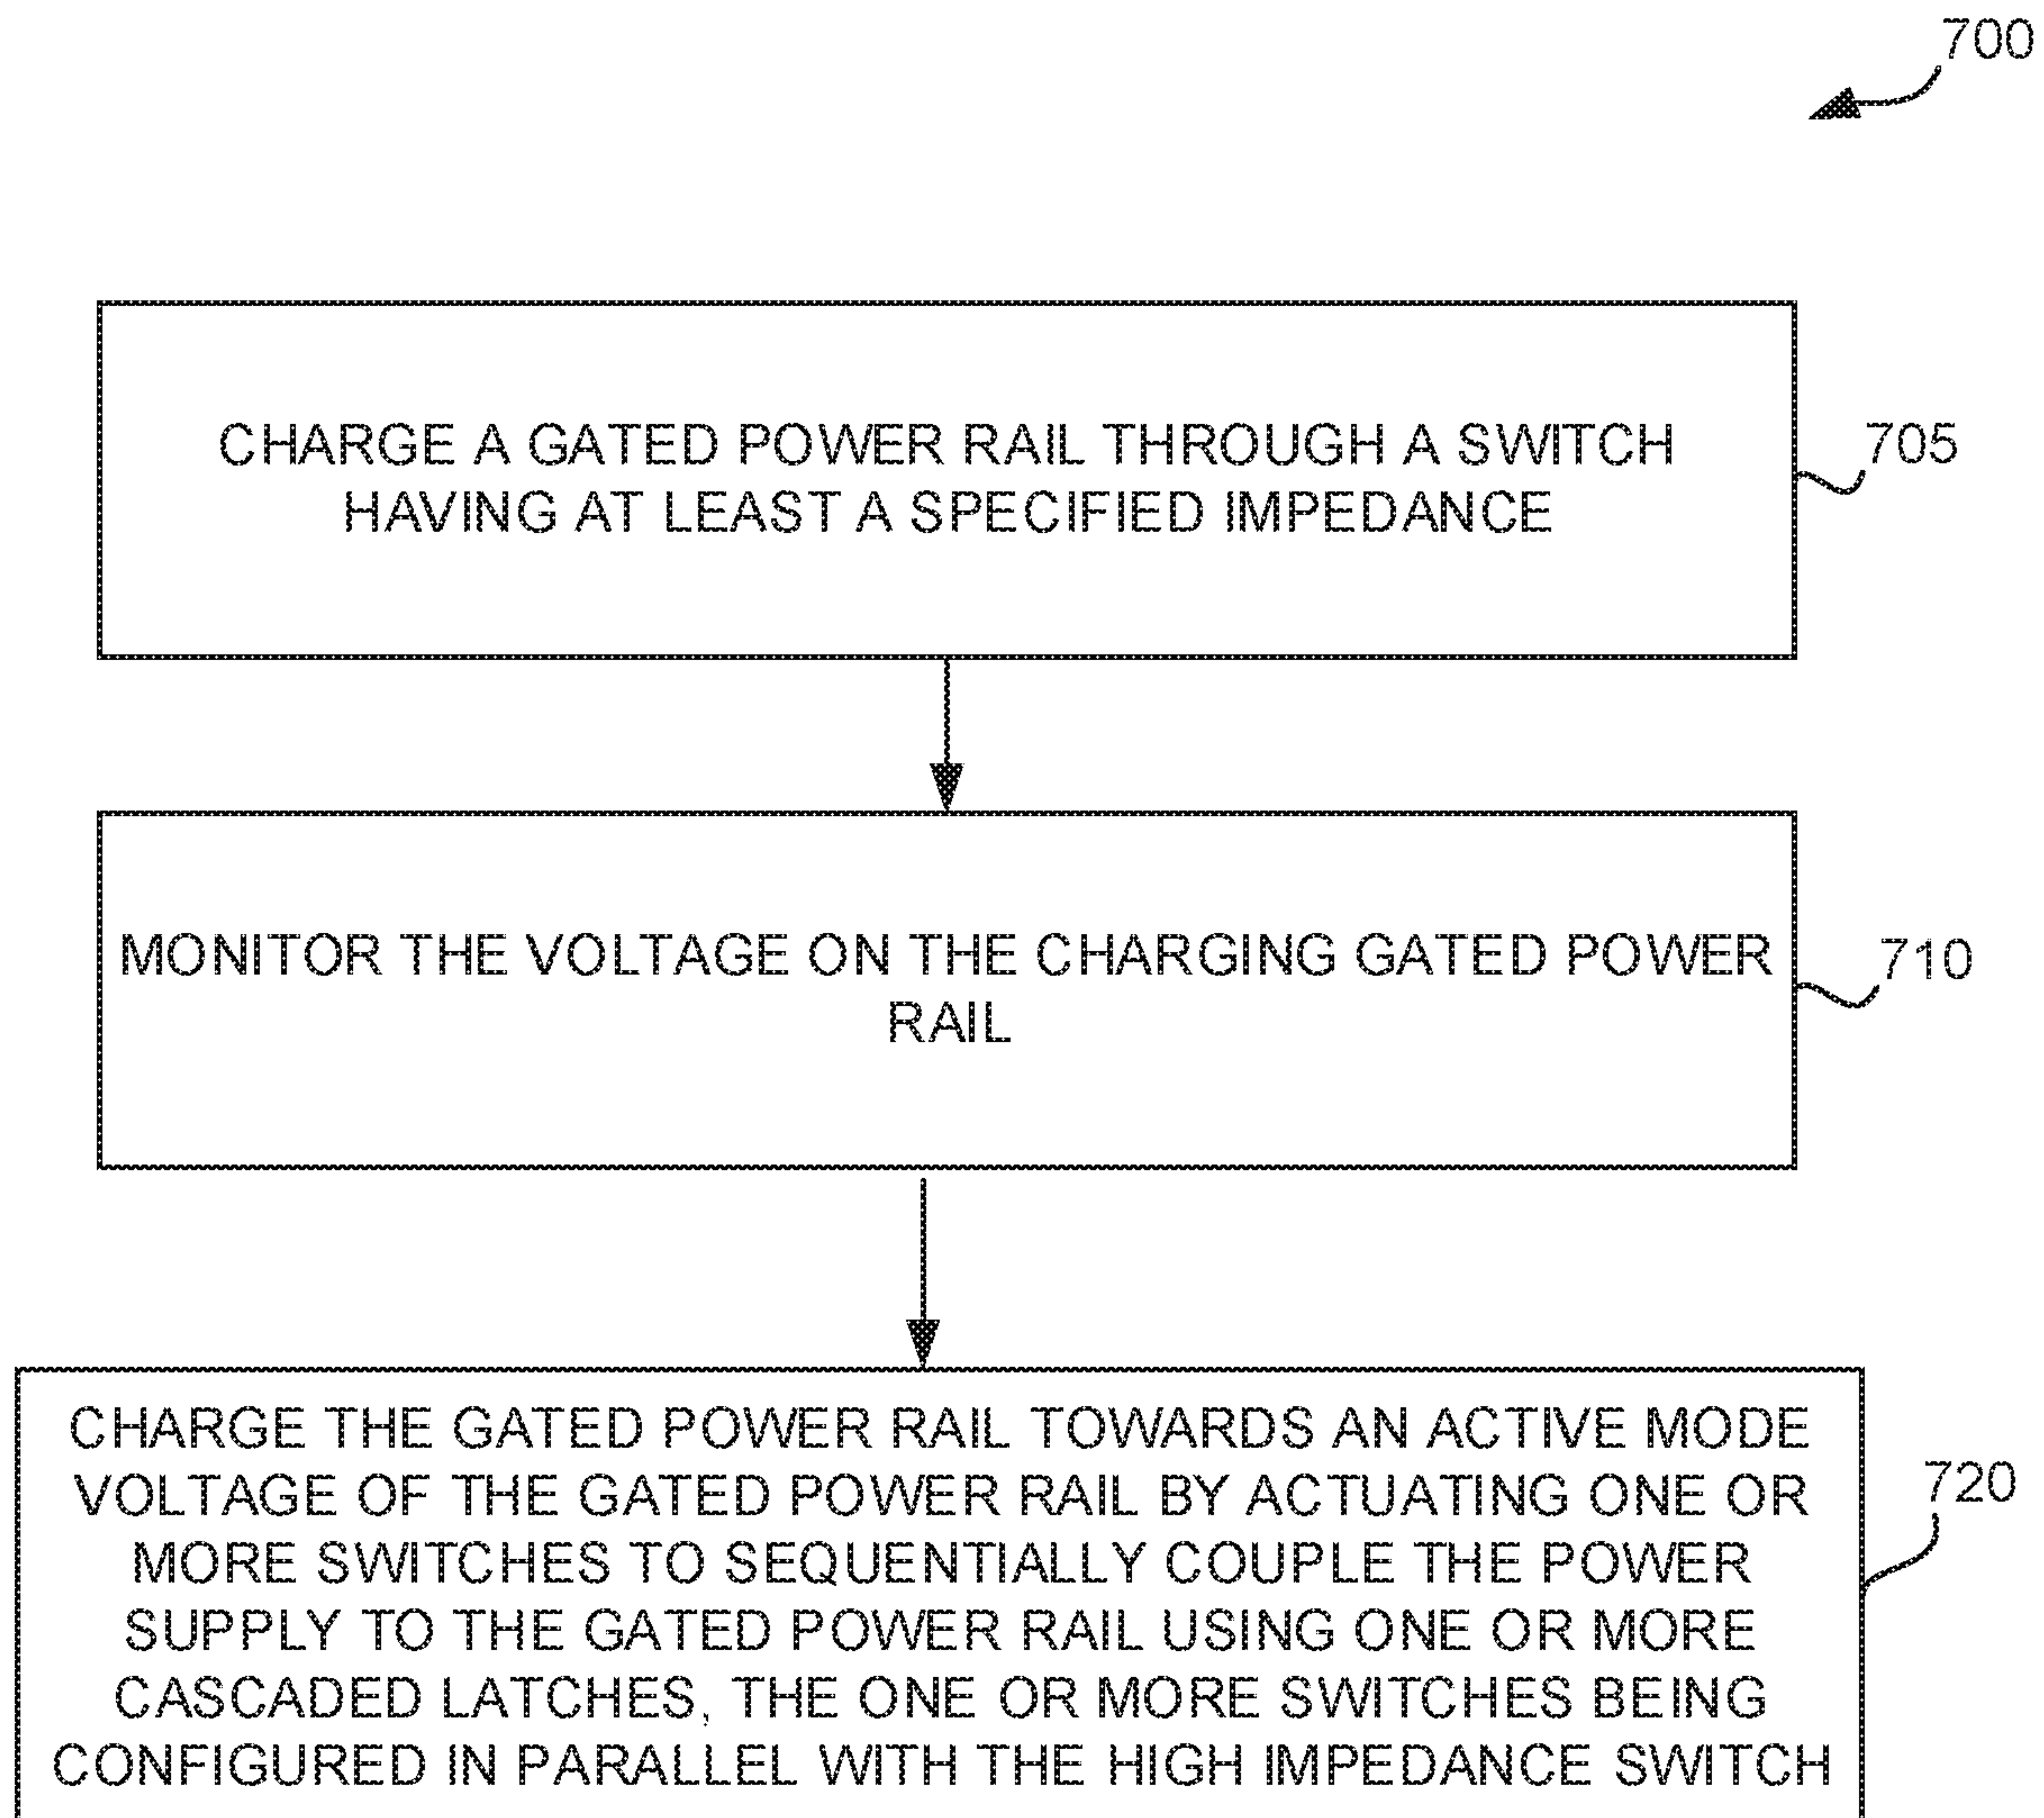 700
CHARGE A GATED POWER RAIL THROUGH A SWITCH
HAVING AT LEAST A SPECIFIED IMPEDANCE
705
MONITOR THE VOLTAGE ON THE CHARGING GATED POWER
RAIL
710
CHARGE THE GATED POWER RAIL TOWARDS AN ACTIVE MODE
VOLTAGE OF THE GATED POWER RAIL BY ACTUATING ONE OR
MORE SWITCHES TO SEQUENTIALLY COUPLE THE POWER
SUPPLY TO THE GATED POWER RAIL USING ONE OR MORE
CASCADED LATCHES, THE ONE OR MORE SWITCHES BEING
CONFIGURED IN PARALLEL WITH THE HIGH IMPEDANCE SWITCH
720